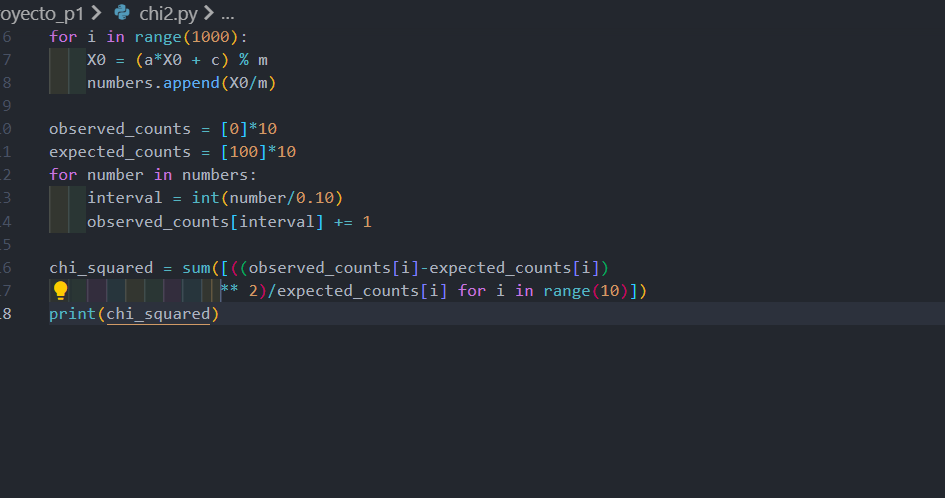 oyecto_p1 > chi2.py > ...
6 for i in range(1000):
7     X0 = (a*X0 + c) % m
8     numbers.append(X0/m)
9
0 observed_counts = [0]*10
1 expected_counts = [100]*10
2 for number in numbers:
3     interval = int(number/0.10)
4     observed_counts[interval] += 1
5
6 chi_squared = sum([((observed_counts[i]-expected_counts[i])
7                   ** 2)/expected_counts[i] for i in range(10)])
8 print(chi_squared)